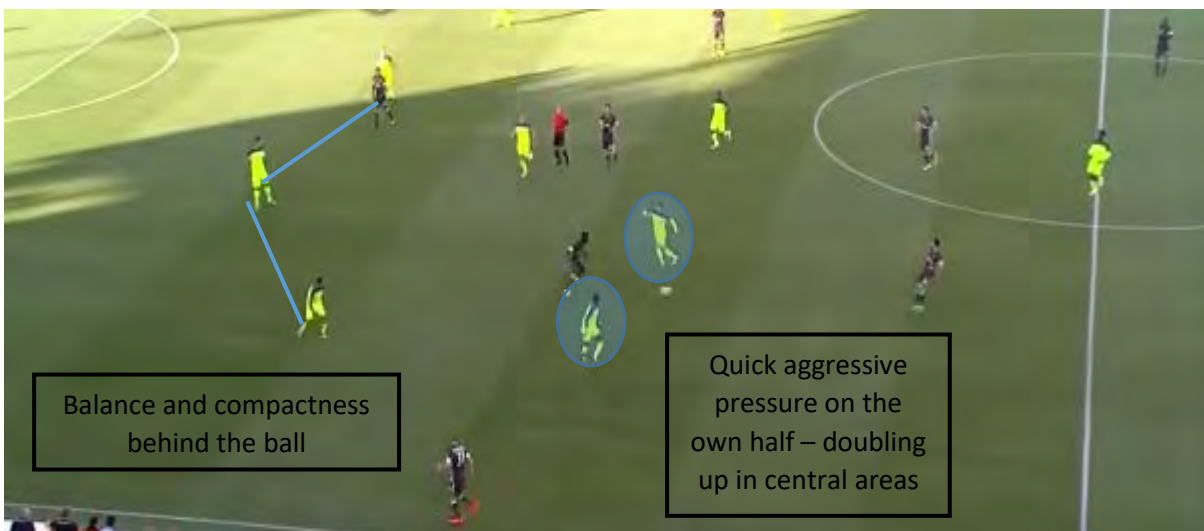 Balance and compactness
behind the ball
Quick aggressive
pressure on the
own half – doubling
up in central areas